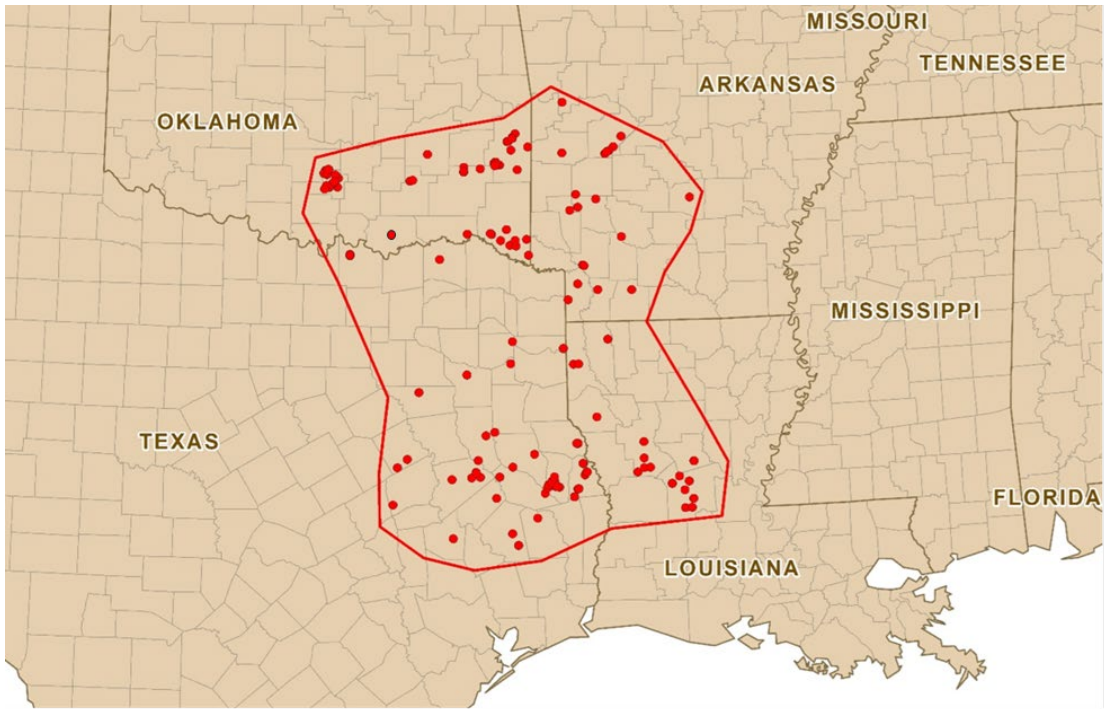 MISSOURI
TENNESSEE
ARKANSAS
OKLAHOMA
MISSISSIPPI
TEXAS
FLORIDA
LOUISIANA